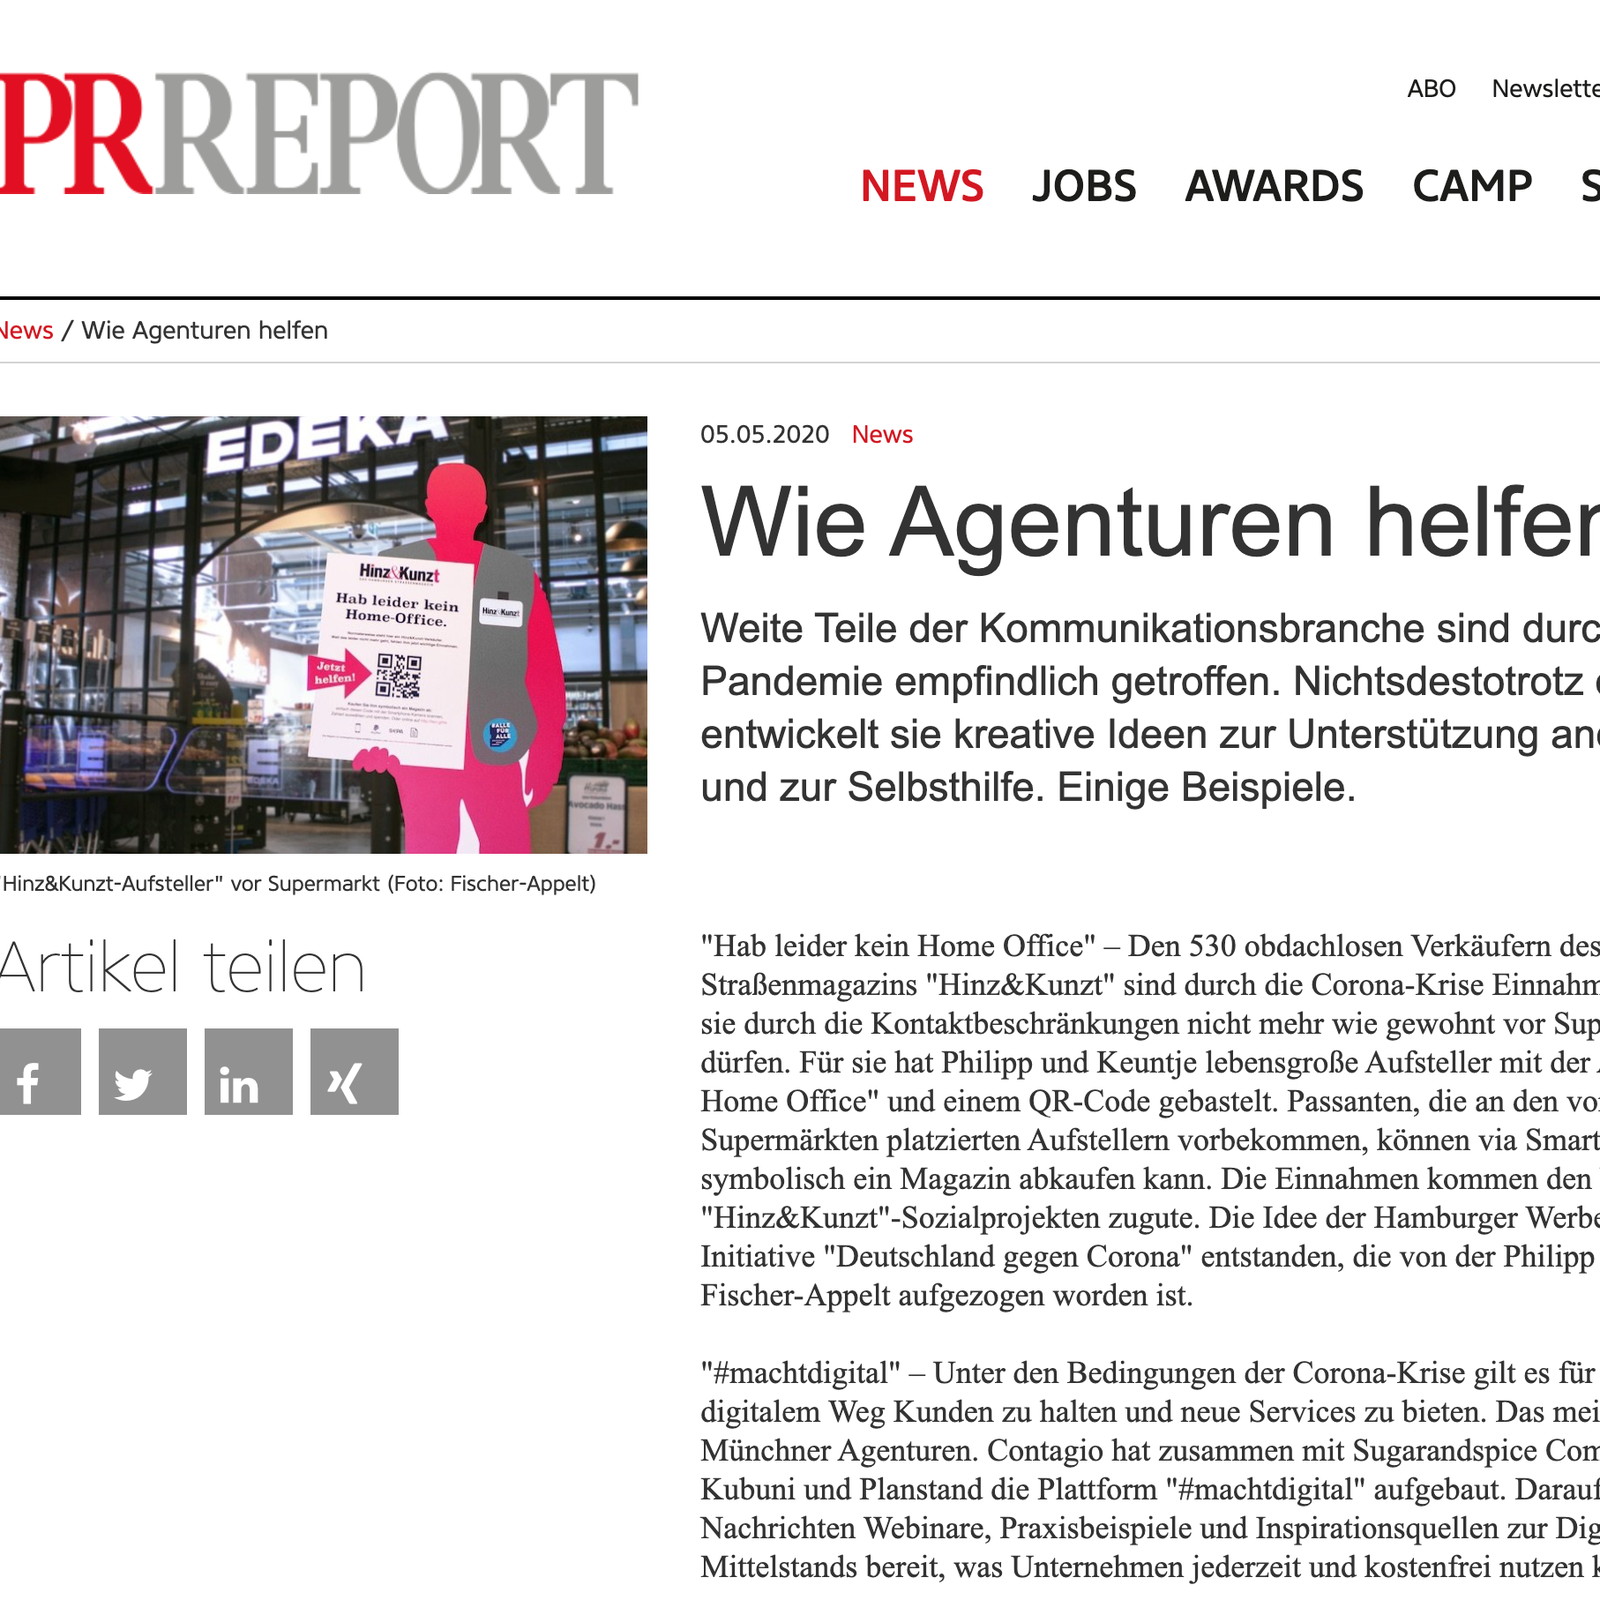 PRREPORT
ABO Newslette
NEWS JOBS AWARDS CAMP S
News / Wie Agenturen helfen
EDEKA
Hinz&Kunzt
Hab leider kein
Home-Office.
Jetzt
helfen!
Hinz&Kunzt
#ALLE
FÜR
ALLE
Avocado Hass
1.-
"Hinz&Kunzt-Aufsteller" vor Supermarkt (Foto: Fischer-Appelt)
Artikel teilen
05.05.2020 News
Wie Agenturen helfen
Weite Teile der Kommunikationsbranche sind durc
Pandemie empfindlich getroffen. Nichtsdestotrotz
entwickelt sie kreative Ideen zur Unterstützung an
und zur Selbsthilfe. Einige Beispiele.
"Hab leider kein Home Office" – Den 530 obdachlosen Verkäufern des
Straßenmagazins "Hinz&Kunzt" sind durch die Corona-Krise Einnahm
sie durch die Kontaktbeschränkungen nicht mehr wie gewohnt vor Sup
dürfen. Für sie hat Philipp und Keuntje lebensgroße Aufsteller mit der
Home Office" und einem QR-Code gebastelt. Passanten, die an den vo
Supermärkten platzierten Aufstellern vorbekommen, können via Smart
symbolisch ein Magazin abkaufen kann. Die Einnahmen kommen den
"Hinz&Kunzt"-Sozialprojekten zugute. Die Idee der Hamburger Werbe
Initiative "Deutschland gegen Corona" entstanden, die von der Philipp
Fischer-Appelt aufgezogen worden ist.
"#machtdigital" – Unter den Bedingungen der Corona-Krise gilt es für
digitalem Weg Kunden zu halten und neue Services zu bieten. Das mei
Münchner Agenturen. Contagio hat zusammen mit Sugarandspice Com
Kubuni und Planstand die Plattform "#machtdigital" aufgebaut. Darauf
Nachrichten Webinare, Praxisbeispiele und Inspirationsquellen zur Dig
Mittelstands bereit, was Unternehmen jederzeit und kostenfrei nutzen k